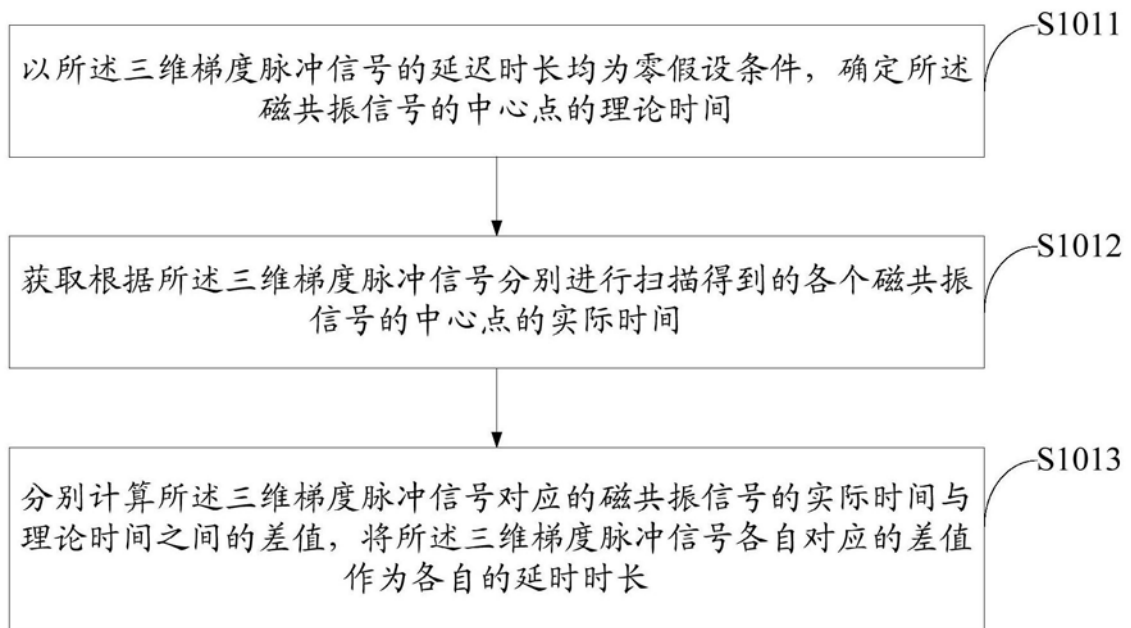 S1011
以所述三维梯度脉冲信号的延迟时长均为零假设条件，确定所述
磁共振信号的中心点的理论时间
S1012
获取根据所述三维梯度脉冲信号分别进行扫描得到的各个磁共振
信号的中心点的实际时间
S1013
分别计算所述三维梯度脉冲信号对应的磁共振信号的实际时间与
理论时间之间的差值，将所述三维梯度脉冲信号各自对应的差值
作为各自的延时时长